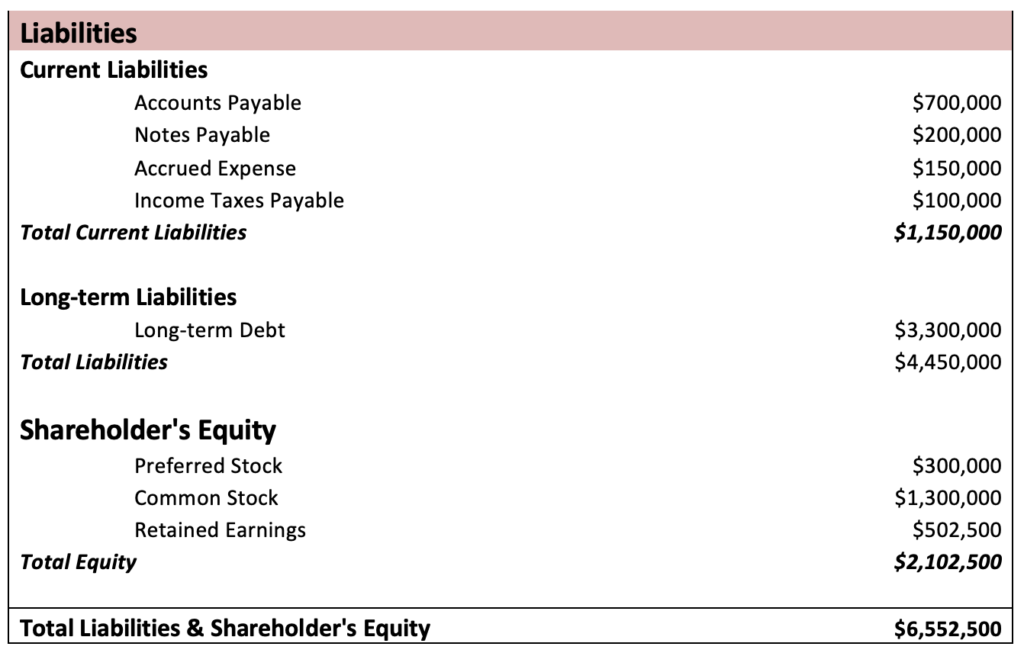 Liabilities
Current Liabilities
Accounts Payable $700,000
Notes Payable $200,000
Accrued Expense $150,000
Income Taxes Payable $100,000
Total Current Liabilities $1,150,000
Long-term Liabilities
Long-term Debt $3,300,000
Total Liabilities $4,450,000
Shareholder's Equity
Preferred Stock $300,000
Common Stock $1,300,000
Retained Earnings $502,500
Total Equity $2,102,500
Total Liabilities & Shareholder's Equity $6,552,500